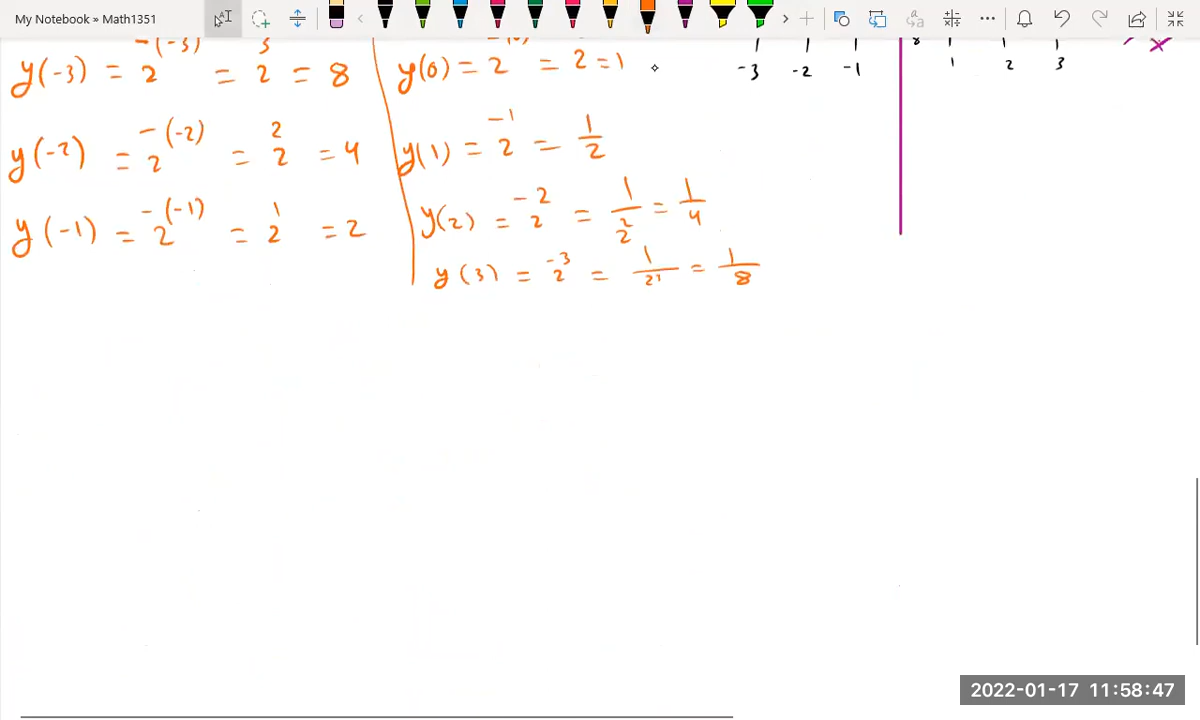 My Notebook » Math1351
y(-3) = 2^-(-3) = 2^3 = 8
y(-2) = 2^-(-2) = 2^2 = 4
y(-1) = 2^-(-1) = 2^1 = 2
y(0) = 2 = 2 = 1
y(1) = 2^-1 = 1/2
y(2) = 2^-2 = 1/2^2 = 1/4
y(3) = 2^-3 = 1/2^3 = 1/8
-3 -2 -1 1 2 3
x
2022-01-17 11:58:47